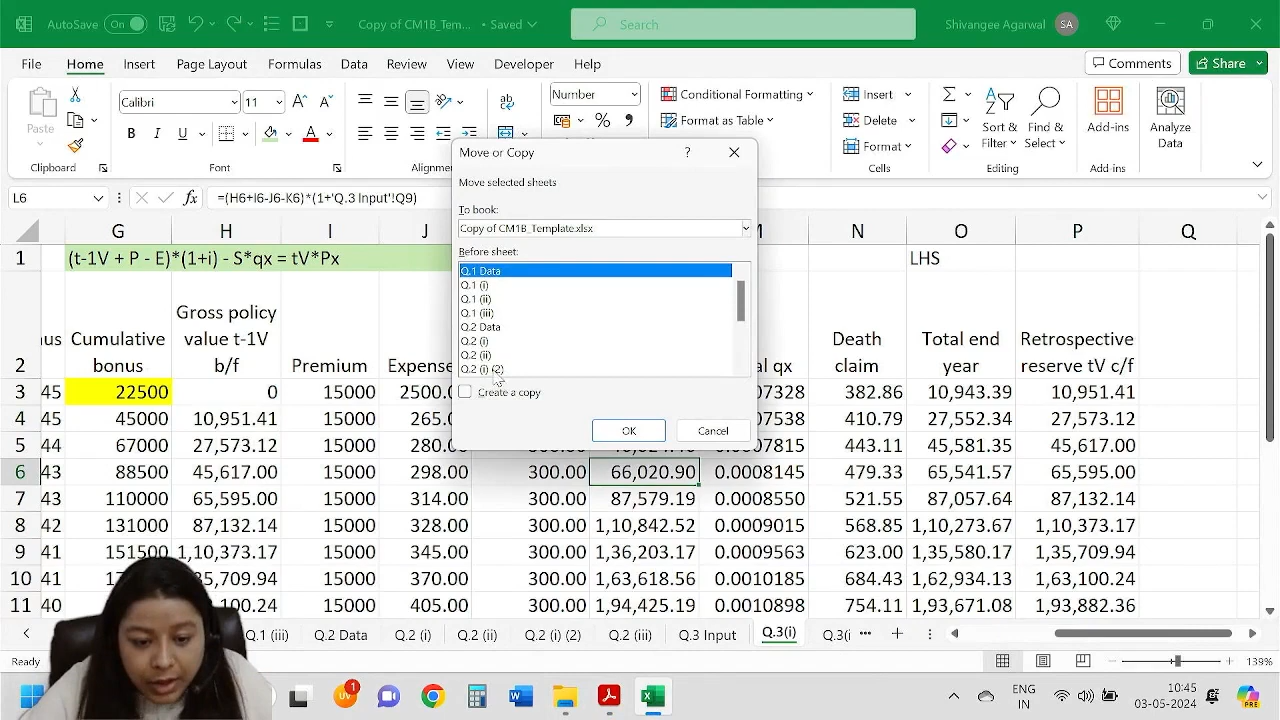 AutoSave On Copy of CM1B_Tem... • Saved Search Shivangee Agarwal SA
File Home Insert Page Layout Formulas Data Review View Developer Help Comments Share
Paste
Clipboard
Calibri 11
B I U A
Font
Alignm
Number
Conditional Formatting
Format as Table
Insert
Delete
Format
Cells
Sort & Filter
Find & Select
Add-ins
Add-ins
Analyze Data
L6 fx =(H6+I6-J6-K6)*(1+'Q.3 Input'!Q9)
G H I J N O P Q
1 (t-1V + P - E)*(1+i) - S*qx = tV*Px LHS
2 Cumulative bonus Gross policy value t-1V b/f Premium Expense Death claim Total end year Retrospective reserve tV c/f
3 45 22500 0 15000 2500. 07328 382.86 10,943.39 10,951.41
4 45 45000 10,951.41 15000 265. 07538 410.79 27,552.34 27,573.12
5 44 67000 27,573.12 15000 280. 07815 443.11 45,581.35 45,617.00
6 43 88500 45,617.00 15000 298.00 300.00 66,020.90 0.0008145 479.33 65,541.57 65,595.00
7 43 110000 65,595.00 15000 314.00 300.00 87,579.19 0.0008550 521.55 87,057.64 87,132.14
8 42 131000 87,132.14 15000 328.00 300.00 1,10,842.52 0.0009015 568.85 1,10,273.67 1,10,373.17
9 41 151500 1,10,373.17 15000 345.00 300.00 1,36,203.17 0.0009563 623.00 1,35,580.17 1,35,709.94
10 41 35,709.94 15000 370.00 300.00 1,63,618.56 0.0010185 684.43 1,62,934.13 1,63,100.24
11 40 100.24 15000 405.00 300.00 1,94,425.19 0.0010898 754.11 1,93,671.08 1,93,882.36
Move or Copy ?
Move selected sheets
To book:
Copy of CM1B_Template.xlsx
Before sheet:
Q.1 Data
Q.1 (i)
Q.1 (ii)
Q.1 (iii)
Q.2 Data
Q.2 (i)
Q.2 (ii)
Q.2 (i) (2)
Create a copy
OK Cancel
Q.1 (iii) Q.2 Data Q.2 (i) Q.2 (ii) Q.2 (i) (2) Q.2 (iii) Q.3 Input Q.3(i) Q.3(i ...
Ready 139%
ENG
IN
10:45
03-05-2024